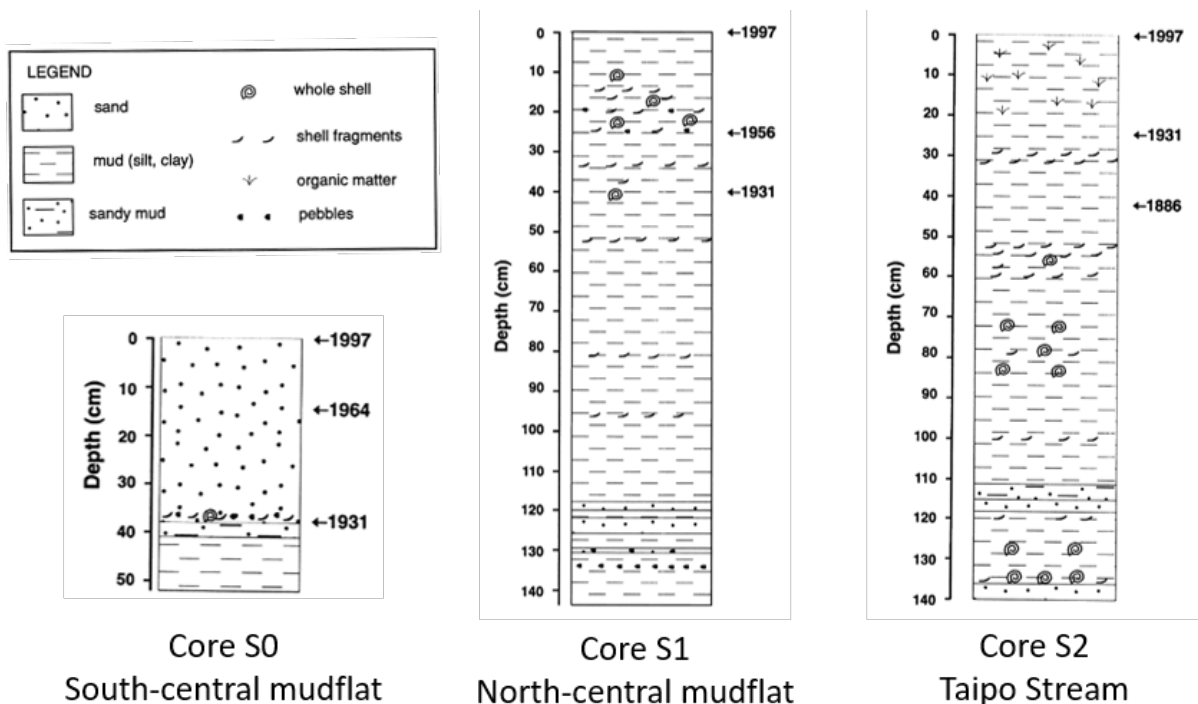 LEGEND
sand
mud (silt, clay)
sandy mud
whole shell
shell fragments
organic matter
pebbles
Depth (cm)
0
10
20
30
40
50
←1997
←1964
←1931
Core S0
South-central mudflat
Depth (cm)
0
10
20
30
40
50
60
70
80
90
100
110
120
130
140
←1997
←1956
←1931
Core S1
North-central mudflat
Depth (cm)
0
10
20
30
40
50
60
70
80
90
100
110
120
130
140
←1997
←1931
←1886
Core S2
Taipo Stream